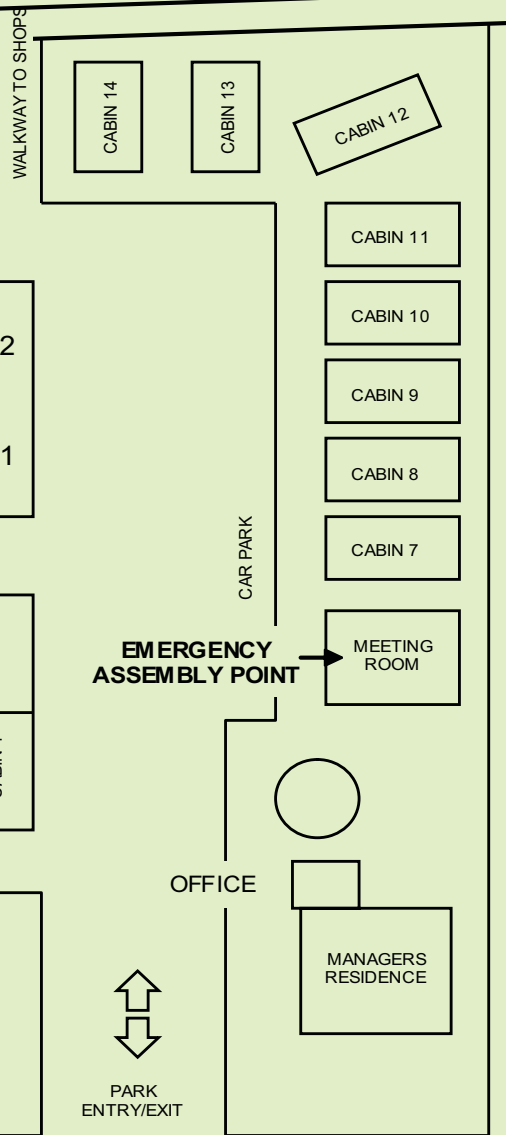 WALKWAY TO SHOPS
CABIN 14
CABIN 13
CABIN 12
CABIN 11
CABIN 10
2
CABIN 9
1
CABIN 8
CABIN 7
CAR PARK
EMERGENCY
ASSEMBLY POINT
MEETING
ROOM
OFFICE
MANAGERS
RESIDENCE
PARK
ENTRY/EXIT